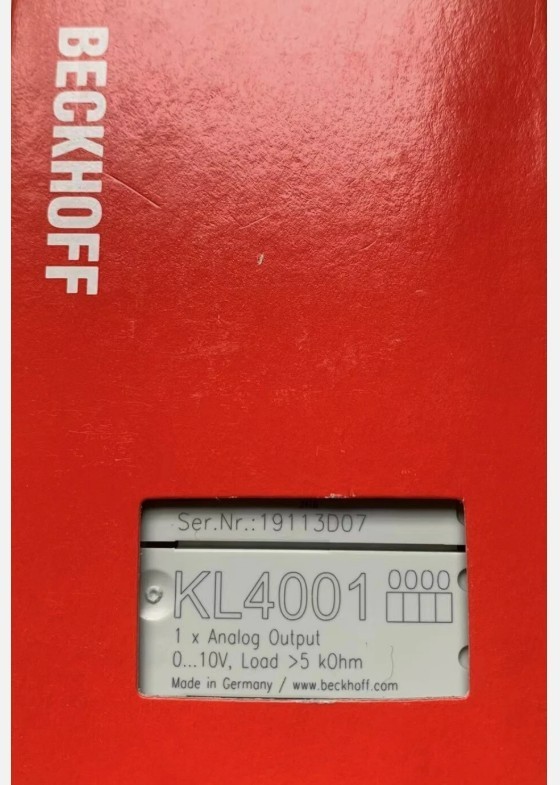 BECKHOFF
Ser.Nr.:19113D07
KL4001 0000
1 x Analog Output
0...10V, Load >5 kOhm
Made in Germany / www.beckhoff.com